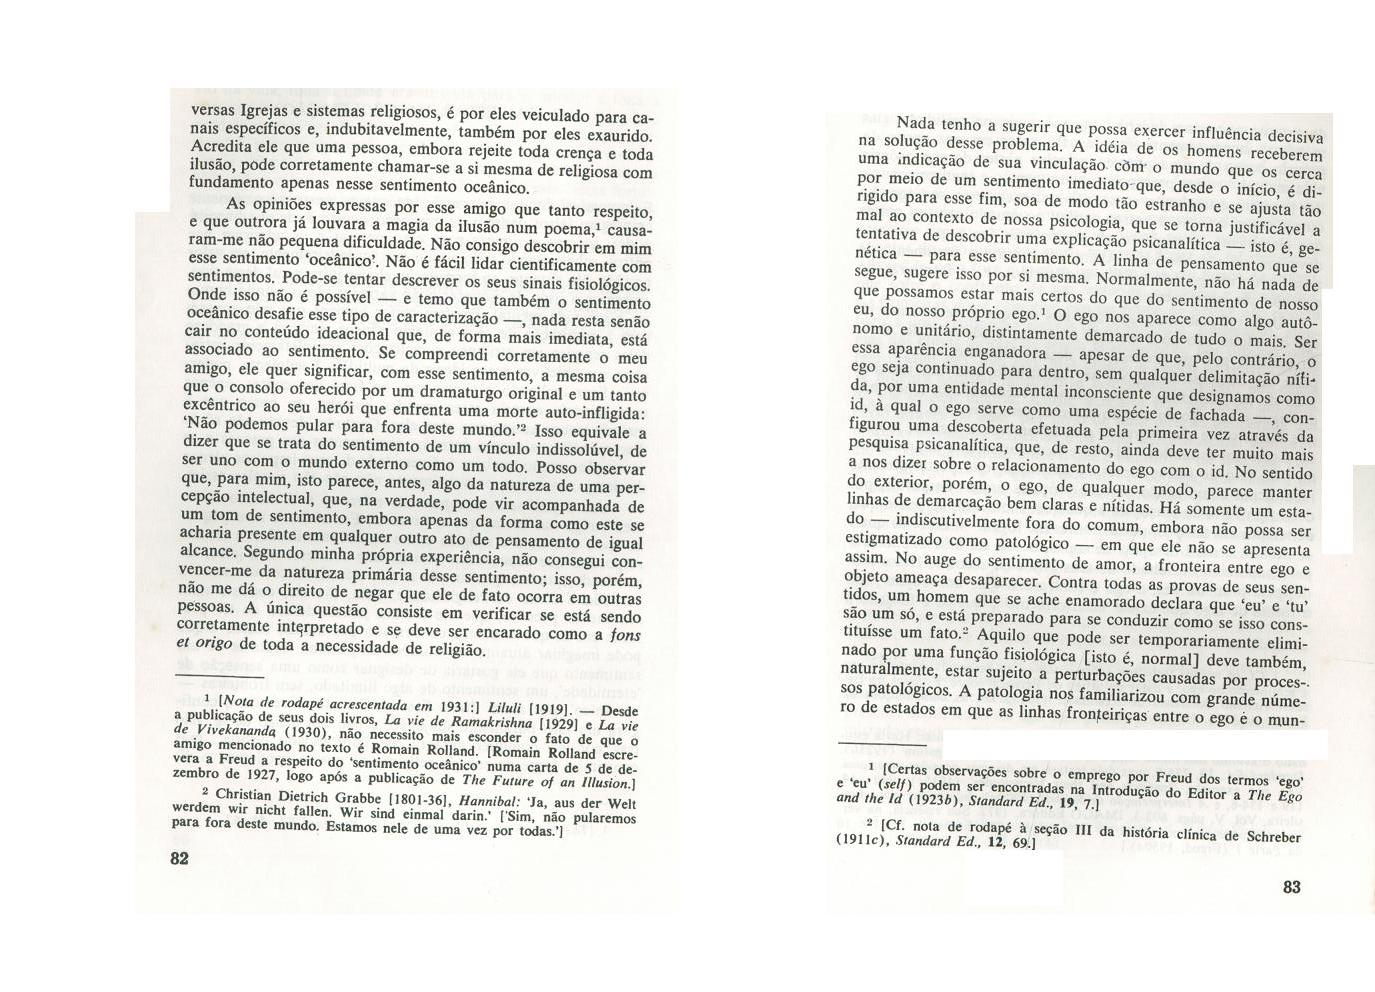 versas Igrejas e sistemas religiosos, é por eles veiculado para ca-
nais específicos e, indubitavelmente, também por eles exaurido.
Acredita ele que uma pessoa, embora rejeite toda crença e toda
ilusão, pode corretamente chamar-se a si mesma de religiosa com
fundamento apenas nesse sentimento oceânico.
As opiniões expressas por esse amigo que tanto respeito,
e que outrora já louvara a magia da ilusão num poema,¹ causa-
ram-me não pequena dificuldade. Não consigo descobrir em mim
esse sentimento ‘oceânico’. Não é fácil lidar cientificamente com
sentimentos. Pode-se tentar descrever os seus sinais fisiológicos.
Onde isso não é possível — e temo que também o sentimento
oceânico desafie esse tipo de caracterização —, nada resta senão
cair no conteúdo ideacional que, de forma mais imediata, está
associado ao sentimento. Se compreendi corretamente o meu
amigo, ele quer significar, com esse sentimento, a mesma coisa
que o consolo oferecido por um dramaturgo original e um tanto
excêntrico ao seu herói que enfrenta uma morte auto-infligida:
‘Não podemos pular para fora deste mundo.’² Isso equivale a
dizer que se trata do sentimento de um vínculo indissolúvel, de
ser uno com o mundo externo como um todo. Posso observar
que, para mim, isto parece, antes, algo da natureza de uma per-
cepção intelectual, que, na verdade, pode vir acompanhada de
um tom de sentimento, embora apenas da forma como este se
acharia presente em qualquer outro ato de pensamento de igual
alcance. Segundo minha própria experiência, não consegui con-
vencer-me da natureza primária desse sentimento; isso, porém,
não me dá o direito de negar que ele de fato ocorra em outras
pessoas. A única questão consiste em verificar se está sendo
corretamente interpretado e se deve ser encarado como a fons
et origo de toda a necessidade de religião.
¹ [Nota de rodapé acrescentada em 1931:] Liluli [1919]. — Desde
a publicação de seus dois livros, La vie de Ramakrishna [1929] e La vie
de Vivekananda (1930), não necessito mais esconder o fato de que o
amigo mencionado no texto é Romain Rolland. [Romain Rolland escre-
vera a Freud a respeito do ‘sentimento oceânico’ numa carta de 5 de de-
zembro de 1927, logo após a publicação de The Future of an Illusion.]
² Christian Dietrich Grabbe [1801-36], Hannibal: ‘Ja, aus der Welt
werdem wir nicht fallen. Wir sind einmal darin.’ [‘Sim, não pularemos
para fora deste mundo. Estamos nele de uma vez por todas.’]
82
Nada tenho a sugerir que possa exercer influência decisiva
na solução desse problema. A idéia de os homens receberem
uma indicação de sua vinculação com o mundo que os cerca
por meio de um sentimento imediato que, desde o início, é di-
rigido para esse fim, soa de modo tão estranho e se ajusta tão
mal ao contexto de nossa psicologia, que se torna justificável a
tentativa de descobrir uma explicação psicanalítica — isto é, ge-
nética — para esse sentimento. A linha de pensamento que se
segue, sugere isso por si mesma. Normalmente, não há nada de
que possamos estar mais certos do que do sentimento de nosso
eu, do nosso próprio ego.¹ O ego nos aparece como algo autô-
nomo e unitário, distintamente demarcado de tudo o mais. Ser
essa aparência enganadora — apesar de que, pelo contrário, o
ego seja continuado para dentro, sem qualquer delimitação níti-
da, por uma entidade mental inconsciente que designamos como
id, à qual o ego serve como uma espécie de fachada —, con-
figurou uma descoberta efetuada pela primeira vez através da
pesquisa psicanalítica, que, de resto, ainda deve ter muito mais
a nos dizer sobre o relacionamento do ego com o id. No sentido
do exterior, porém, o ego, de qualquer modo, parece manter
linhas de demarcação bem claras e nítidas. Há somente um esta-
do — indiscutivelmente fora do comum, embora não possa ser
estigmatizado como patológico — em que ele não se apresenta
assim. No auge do sentimento de amor, a fronteira entre ego e
objeto ameaça desaparecer. Contra todas as provas de seus sen-
tidos, um homem que se ache enamorado declara que ‘eu’ e ‘tu’
são um só, e está preparado para se conduzir como se isso cons-
tituísse um fato.² Aquilo que pode ser temporariamente elimi-
nado por uma função fisiológica [isto é, normal] deve também,
naturalmente, estar sujeito a perturbações causadas por proces-
sos patológicos. A patologia nos familiarizou com grande núme-
ro de estados em que as linhas fronteiriças entre o ego e o mun-
¹ [Certas observações sobre o emprego por Freud dos termos ‘ego’
e ‘eu’ (self) podem ser encontradas na Introdução do Editor a The Ego
and the Id (1923b), Standard Ed., 19, 7.]
² [Cf. nota de rodapé à seção III da história clínica de Schreber
(1911c), Standard Ed., 12, 69.]
83